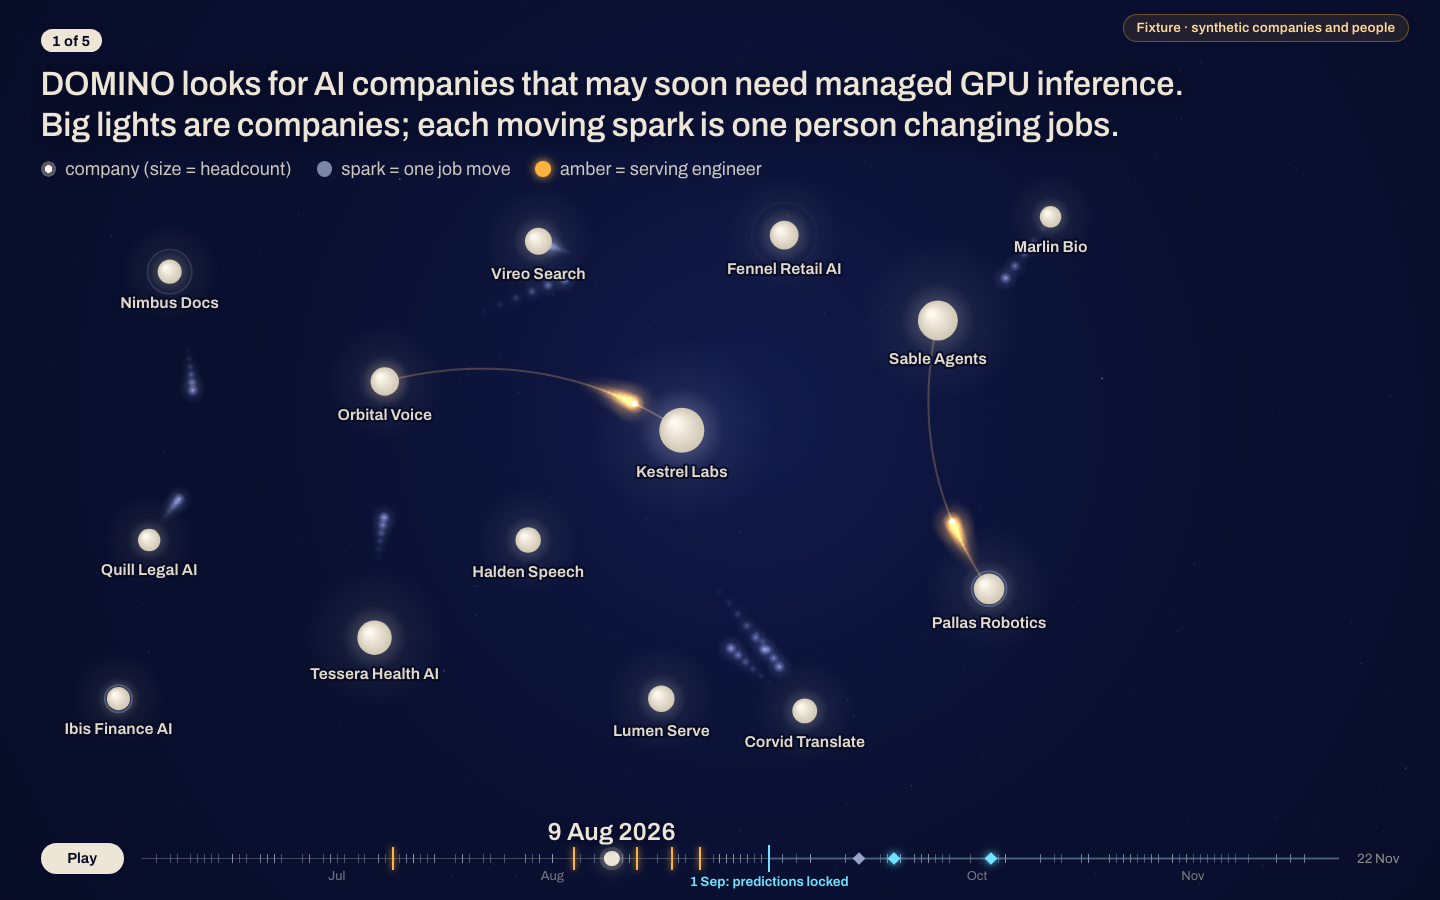 1 of 5
Fixture · synthetic companies and people
DOMINO looks for AI companies that may soon need managed GPU inference.
Big lights are companies; each moving spark is one person changing jobs.
company (size = headcount)
spark = one job move
amber = serving engineer
Marlin Bio
Vireo Search
Fennel Retail AI
Nimbus Docs
Sable Agents
Orbital Voice
Kestrel Labs
Quill Legal AI
Halden Speech
Pallas Robotics
Tessera Health AI
Ibis Finance AI
Lumen Serve
Corvid Translate
9 Aug 2026
Play
22 Nov
Jul
Aug
1 Sep: predictions locked
Oct
Nov